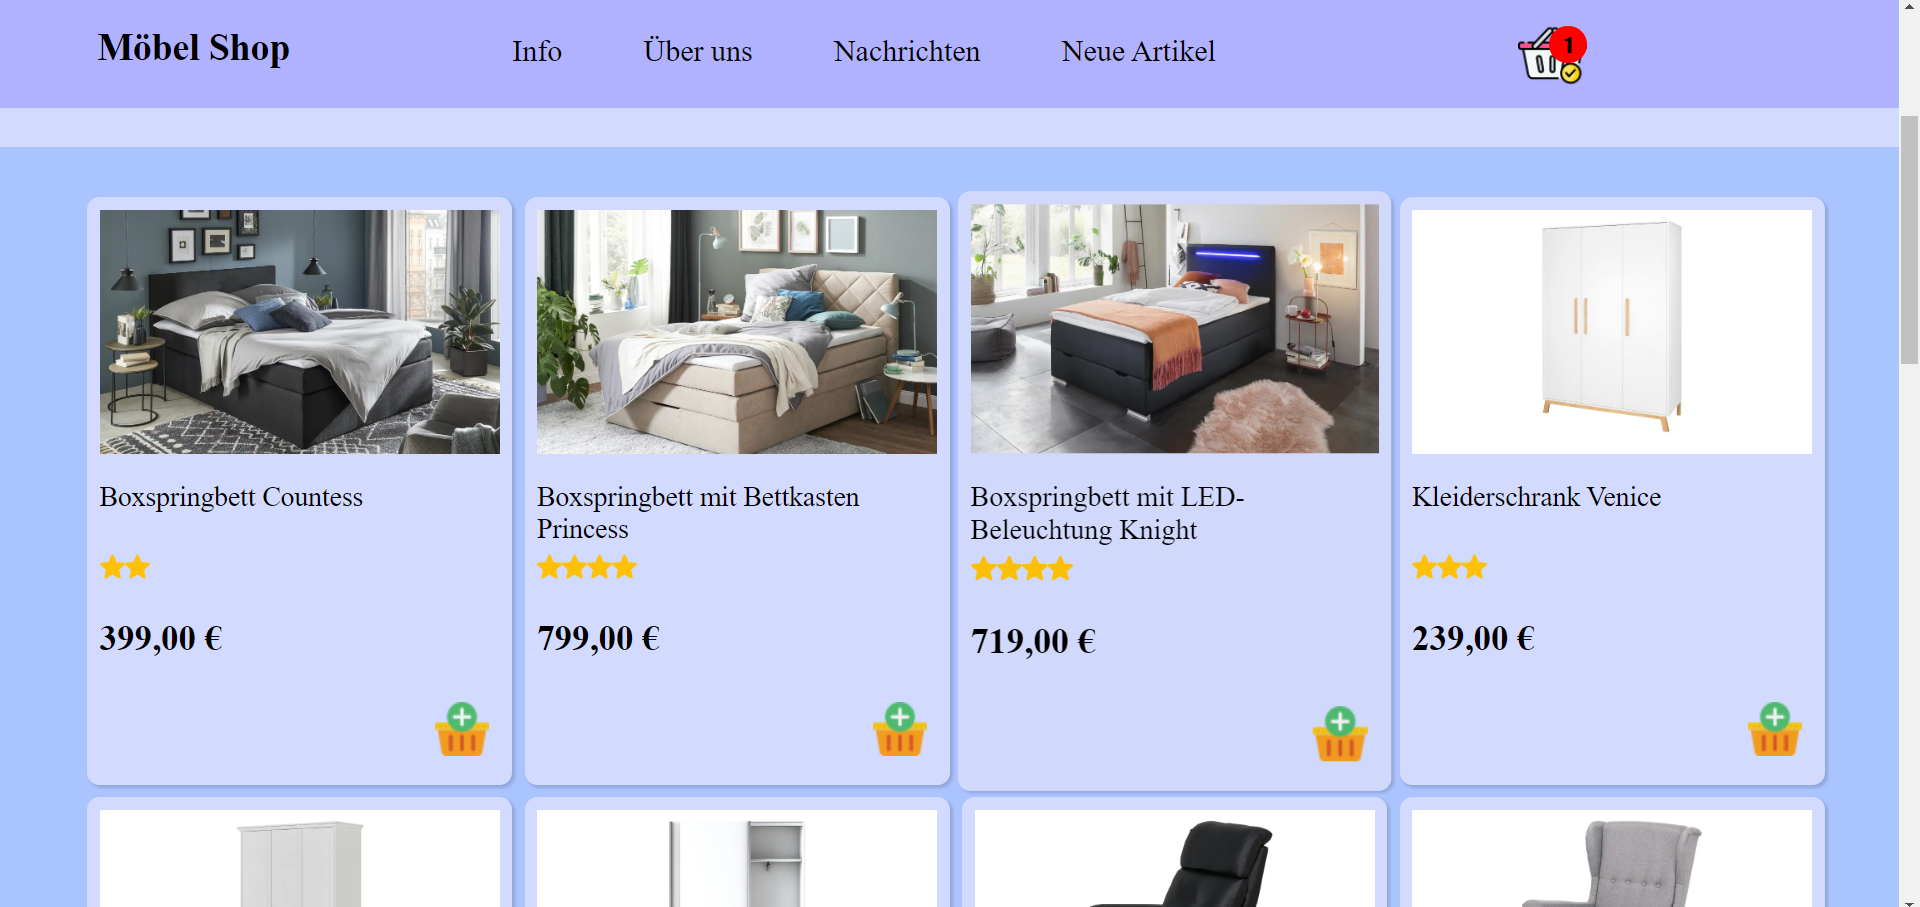 Möbel Shop
Info
Über uns
Nachrichten
Neue Artikel
1
Boxspringbett Countess
399,00 €
Boxspringbett mit Bettkasten
Princess
799,00 €
Boxspringbett mit LED-
Beleuchtung Knight
719,00 €
Kleiderschrank Venice
239,00 €